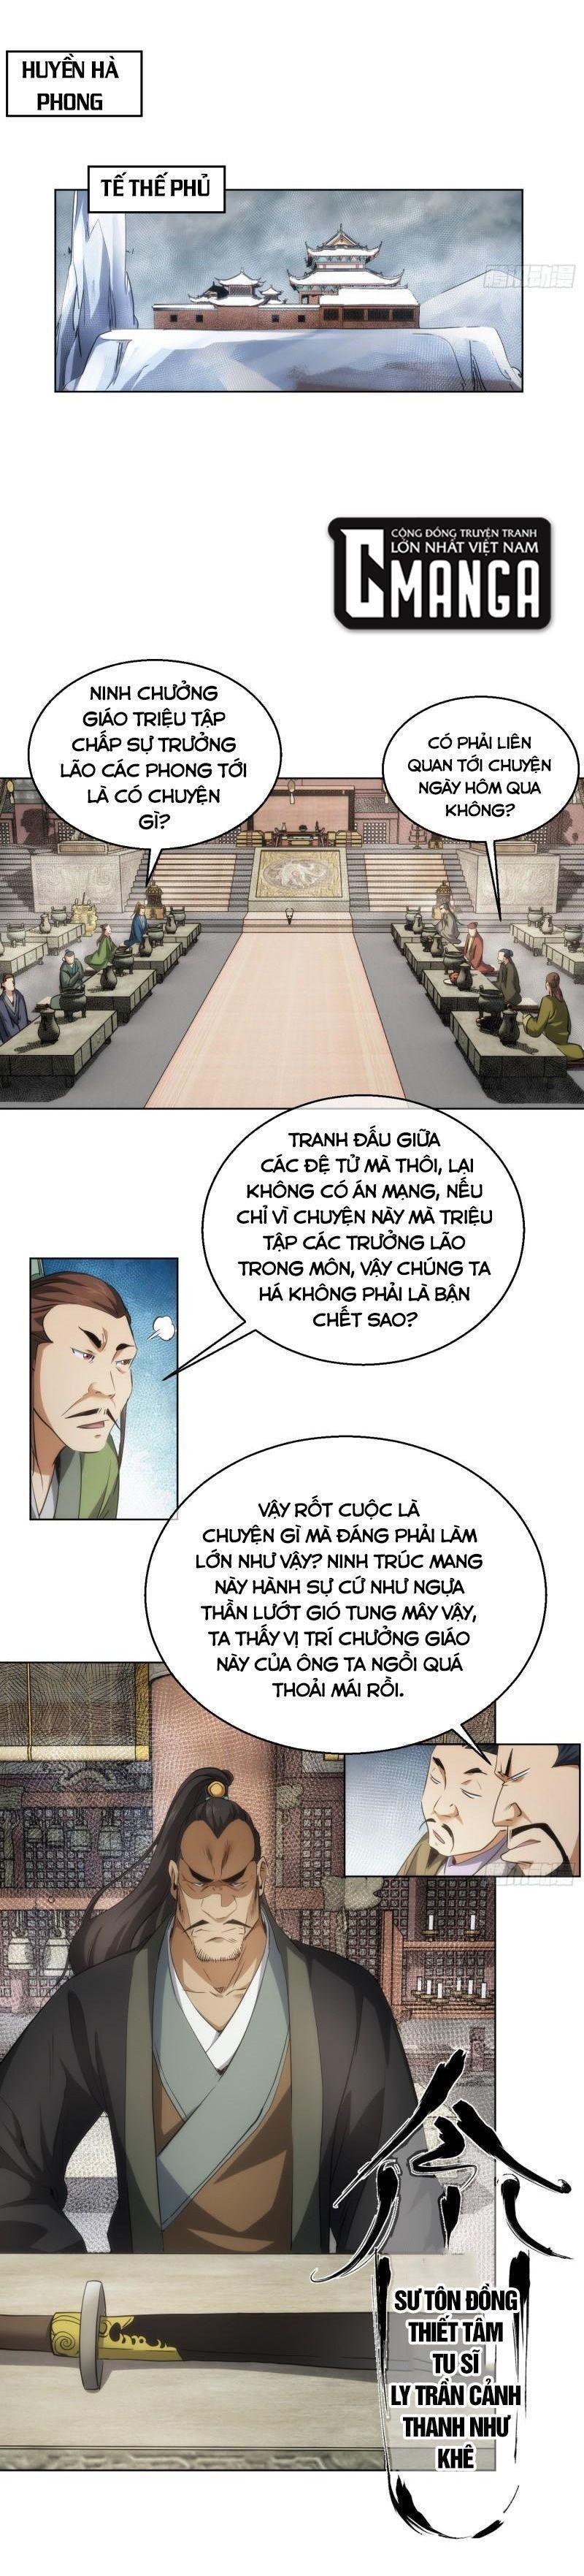 HUYỀN HÀ
PHONG
TẾ THẾ PHỦ
CỘNG ĐỒNG TRUYỆN TRANH
LỚN NHẤT VIỆT NAM
CMANGA
NINH CHƯỞNG
GIÁO TRIỆU TẬP
CHẤP SỰ TRƯỞNG
LÃO CÁC PHONG TỚI
LÀ CÓ CHUYỆN
GÌ?
CÓ PHẢI LIÊN
QUAN TỚI CHUYỆN
NGÀY HÔM QUA
KHÔNG?
TRANH ĐẤU GIỮA
CÁC ĐỆ TỬ MÀ THÔI, LẠI
KHÔNG CÓ ÁN MẠNG, NẾU
CHỈ VÌ CHUYỆN NÀY MÀ TRIỆU
TẬP CÁC TRƯỞNG LÃO
TRONG MÔN, VẬY CHÚNG TA
HÁ KHÔNG PHẢI LÀ BẬN
CHẾT SAO?
VẬY RỐT CUỘC LÀ
CHUYỆN GÌ MÀ ĐÁNG PHẢI LÀM
LỚN NHƯ VẬY? NINH TRÚC MANG
NÀY HÀNH SỰ CỨ NHƯ NGỰA
THẦN LƯỚT GIÓ TUNG MÂY VẬY,
TA THẤY VỊ TRÍ CHƯỞNG GIÁO
NÀY CỦA ÔNG TA NGỒI QUÁ
THOẢI MÁI RỒI.
SƯ TÔN ĐỒNG
THIẾT TÂM
TU SĨ
LY TRẦN CẢNH
THANH NHƯ
KHÊ